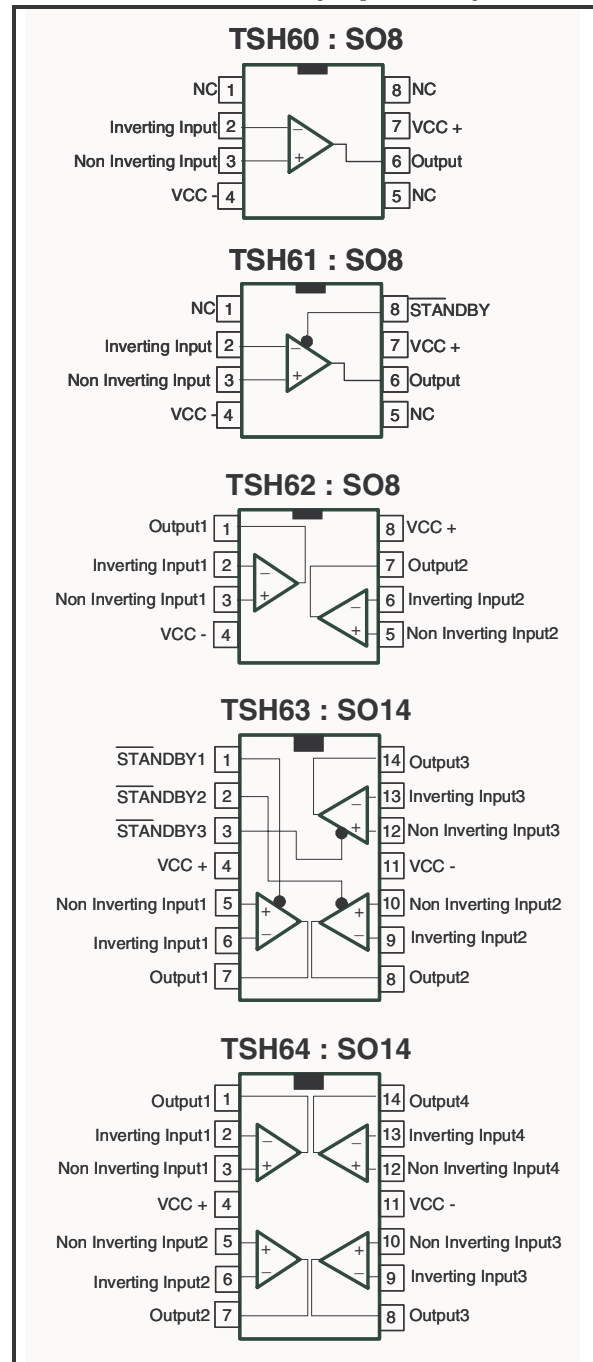 TSH60 : SO8
NC 1 8 NC
Inverting Input 2 − 7 VCC +
Non Inverting Input 3 + 6 Output
VCC - 4 5 NC
TSH61 : SO8
NC 1 8 STANDBY
Inverting Input 2 − 7 VCC +
Non Inverting Input 3 + 6 Output
VCC - 4 5 NC
TSH62 : SO8
Output1 1 8 VCC +
Inverting Input1 2 − 7 Output2
Non Inverting Input1 3 + − 6 Inverting Input2
VCC - 4 + 5 Non Inverting Input2
TSH63 : SO14
STANDBY1 1 14 Output3
STANDBY2 2 − 13 Inverting Input3
STANDBY3 3 + 12 Non Inverting Input3
VCC + 4 11 VCC -
Non Inverting Input1 5 + + 10 Non Inverting Input2
Inverting Input1 6 − − 9 Inverting Input2
Output1 7 8 Output2
TSH64 : SO14
Output1 1 14 Output4
Inverting Input1 2 − − 13 Inverting Input4
Non Inverting Input1 3 + + 12 Non Inverting Input4
VCC + 4 11 VCC -
Non Inverting Input2 5 + + 10 Non Inverting Input3
Inverting Input2 6 − − 9 Inverting Input3
Output2 7 8 Output3